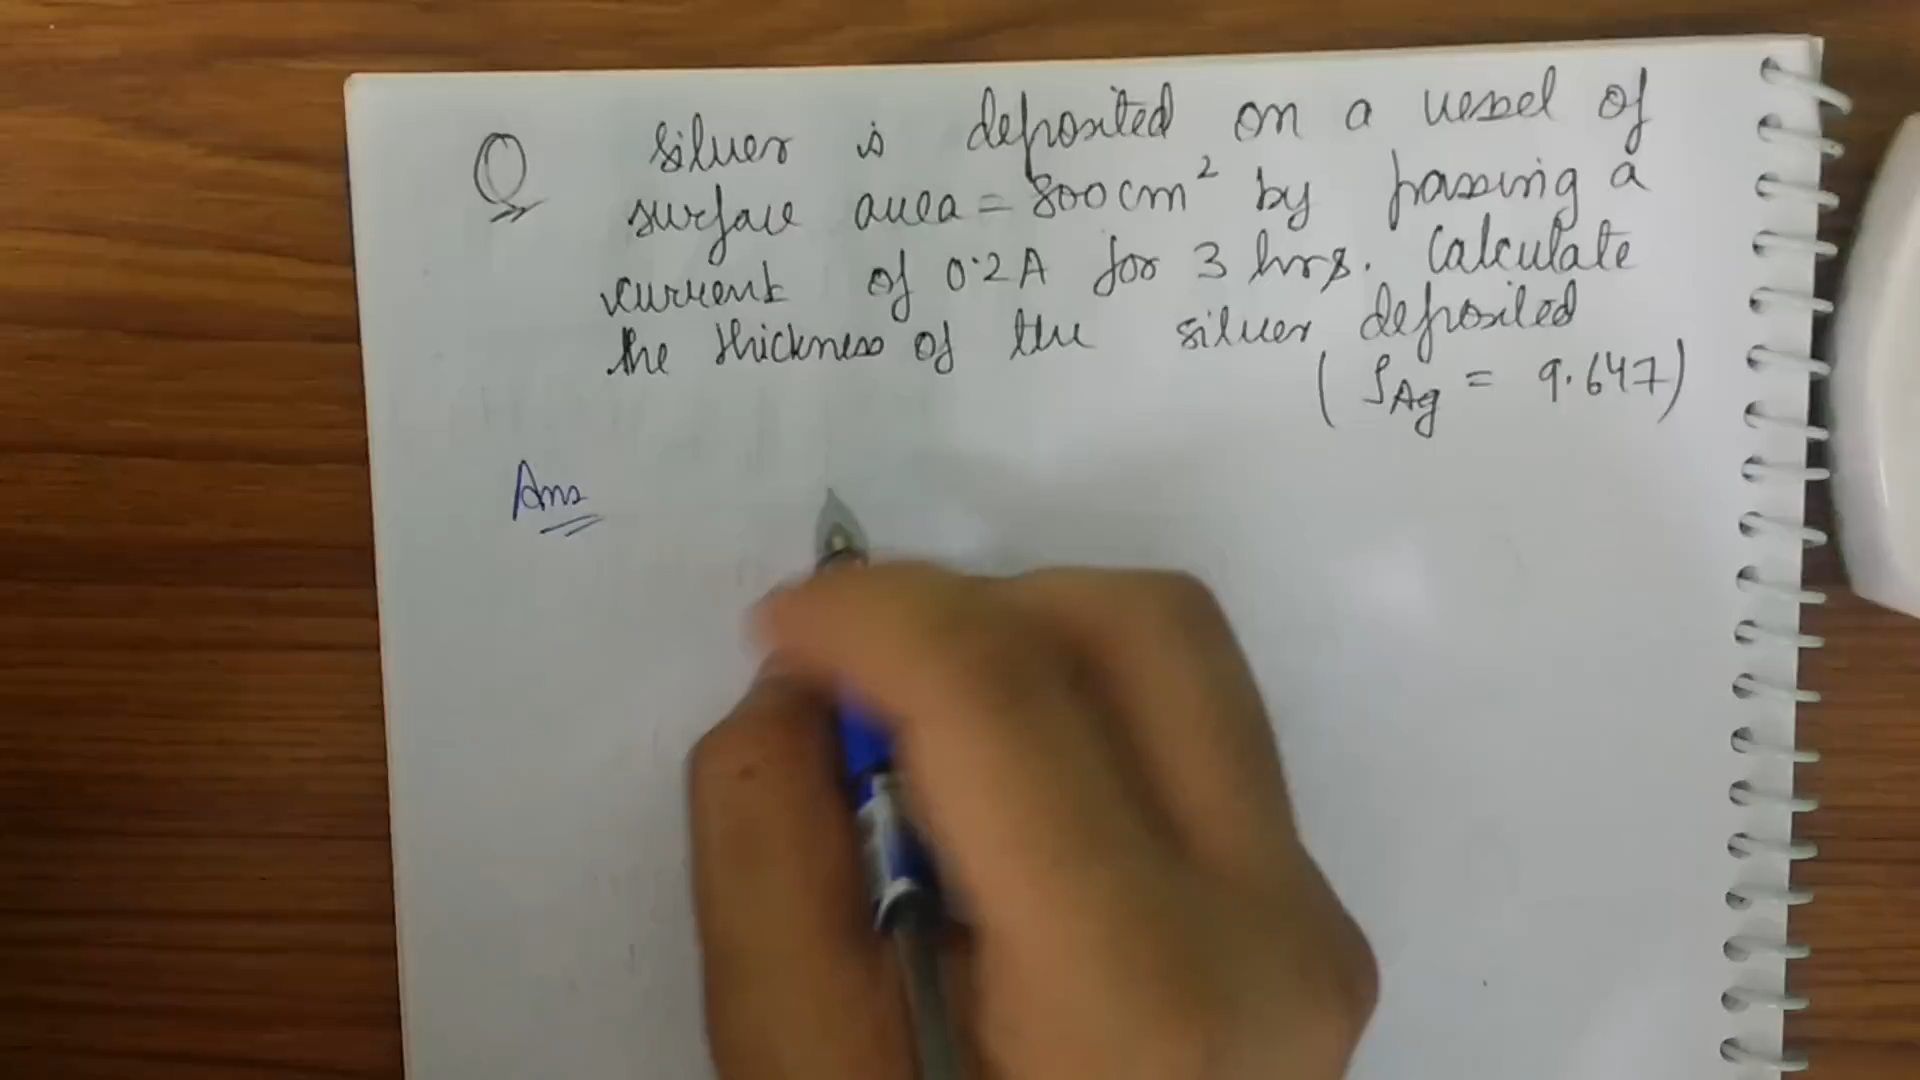 Q Silver is deposited on a vessel of
surface area = 800 cm² by passing a
current of 0.2 A for 3 hrs. Calculate
the thickness of the silver deposited
( ρAg = 9.647)
Ans